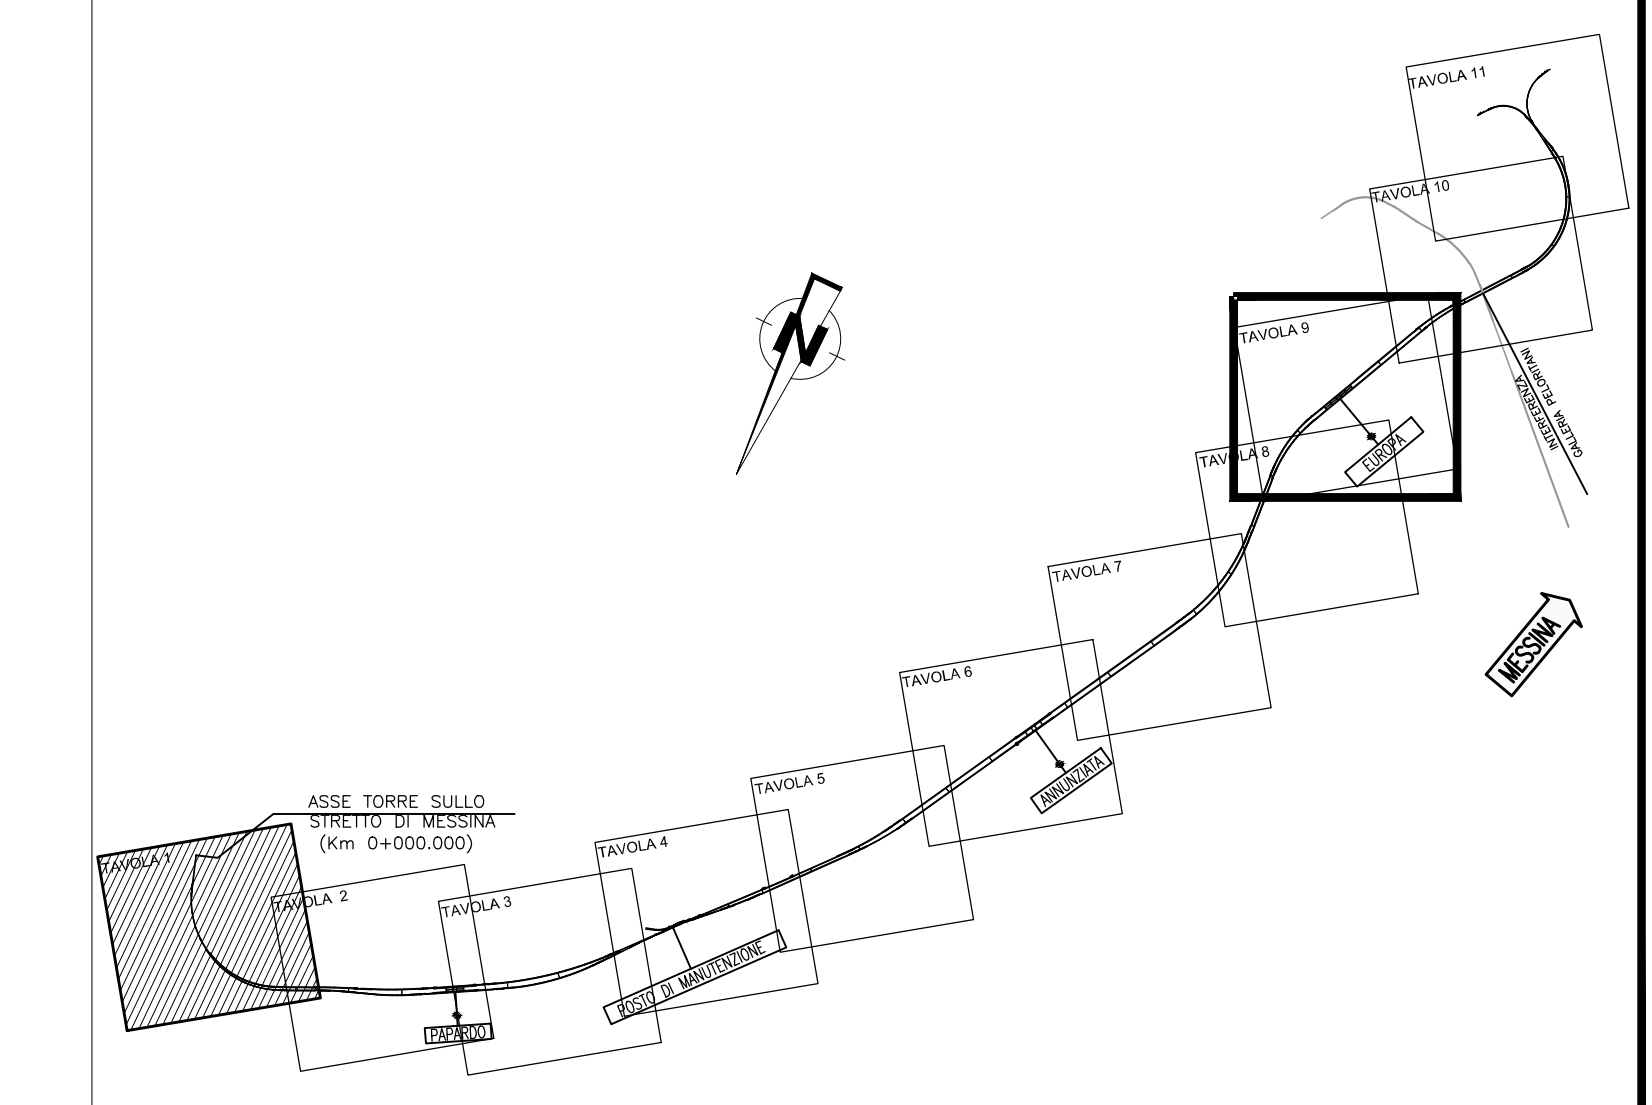 TAVOLA 11
TAVOLA 10
TAVOLA 9
GALLERIA PELORITANI
INTERFERENZA
N
EUROPA
TAVOLA 8
TAVOLA 7
MESSINA
TAVOLA 6
ANNUNZIATA
TAVOLA 5
ASSE TORRE SULLO
STRETTO DI MESSINA
(Km 0+000.000)
TAVOLA 4
TAVOLA 1
TAVOLA 2
TAVOLA 3
POSTO DI MANUTENZIONE
PAPARDO